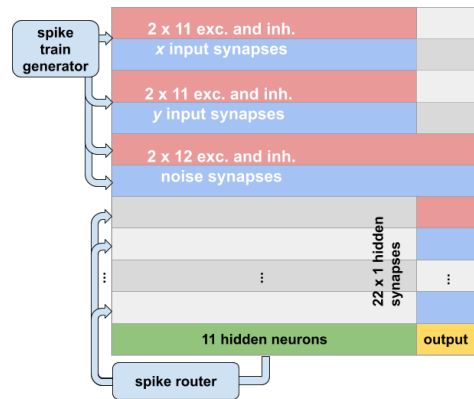 spike
train
generator
2 x 11 exc. and inh.
x input synapses
2 x 11 exc. and inh.
y input synapses
2 x 12 exc. and inh.
noise synapses
22 x 1 hidden
synapses
...
...
...
11 hidden neurons
output
spike router